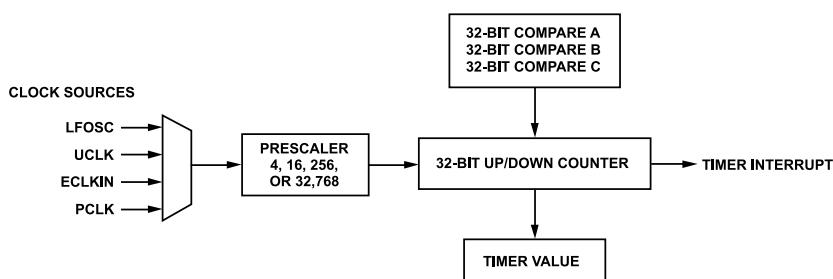 32-BIT COMPARE A
32-BIT COMPARE B
32-BIT COMPARE C
CLOCK SOURCES
LFOSC
UCLK
ECLKIN
PCLK
PRESCALER
4, 16, 256,
OR 32,768
32-BIT UP/DOWN COUNTER
TIMER INTERRUPT
TIMER VALUE